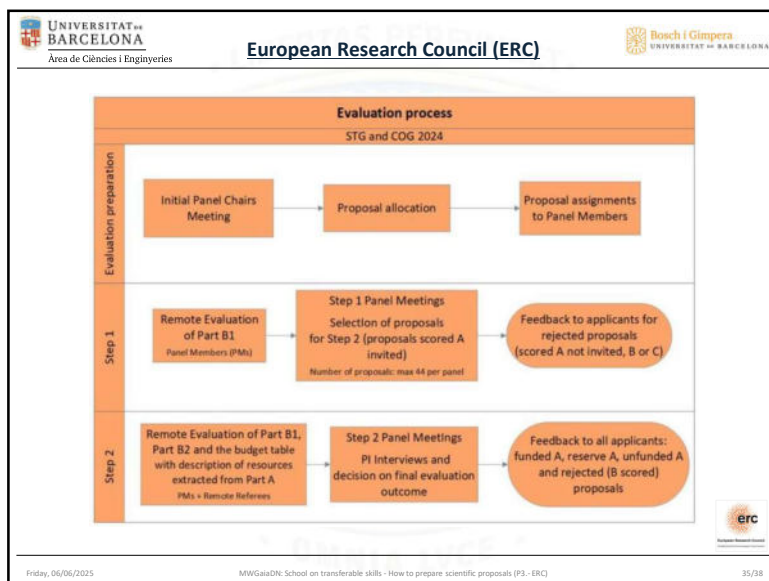 UNIVERSITAT DE
BARCELONA
Àrea de Ciències i Enginyeries
European Research Council (ERC)
Bosch i Gimpera
UNIVERSITAT DE BARCELONA
Evaluation process
STG and COG 2024
Evaluation preparation
Initial Panel Chairs
Meeting
Proposal allocation
Proposal assignments
to Panel Members
Step 1
Remote Evaluation
of Part B1
Panel Members (PMs)
Step 1 Panel Meetings
Selection of proposals
for Step 2 (proposals scored A
invited)
Number of proposals: max 44 per panel
Feedback to applicants for
rejected proposals
(scored A not invited, B or C)
Step 2
Remote Evaluation of Part B1,
Part B2 and the budget table
with description of resources
extracted from Part A
PMs + Remote Referees
Step 2 Panel Meetings
PI Interviews and
decision on final evaluation
outcome
Feedback to all applicants:
funded A, reserve A, unfunded A
and rejected (B scored)
proposals
erc
European Research Council
Friday, 06/06/2025
MWGaiaDN: School on transferable skills - How to prepare scientific proposals (P3.- ERC)
35/38